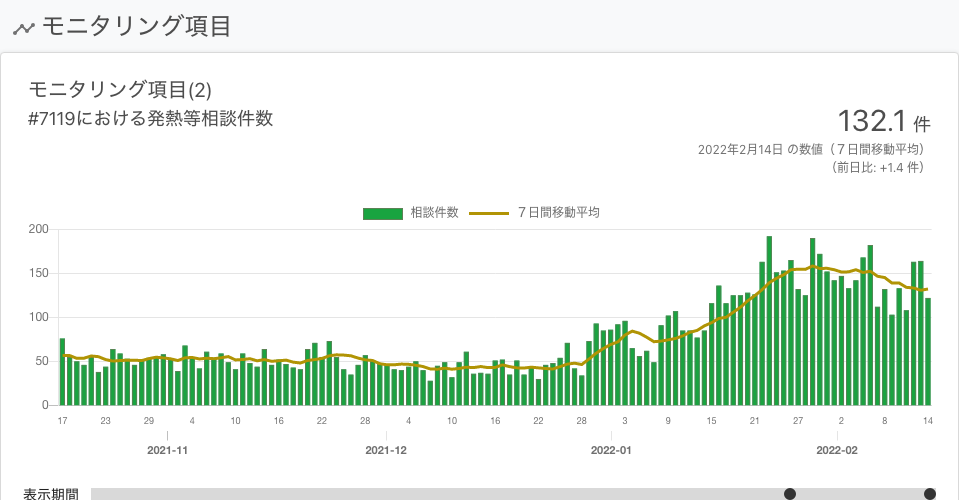 モニタリング項目
モニタリング項目(2)
#7119における発熱等相談件数
132.1 件
2022年2月14日 の数値（７日間移動平均）
（前日比: +1.4 件）
相談件数 ７日間移動平均
200
150
100
50
0
17 23 29 4 10 16 22 28 4 10 16 22 28 3 9 15 21 27 2 8 14
2021-11 2021-12 2022-01 2022-02
表示期間